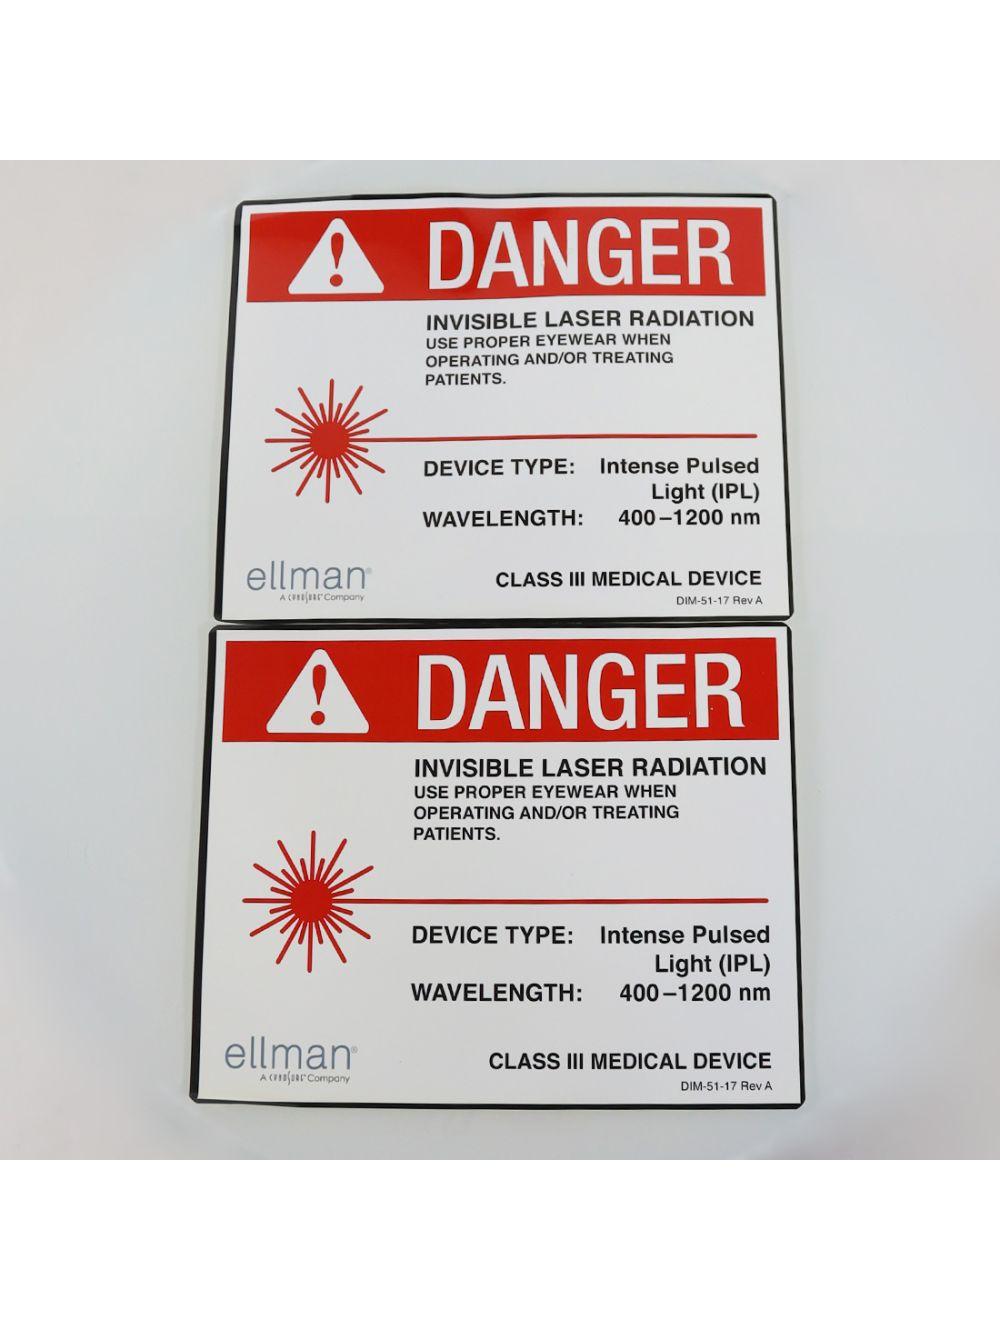 DANGER
INVISIBLE LASER RADIATION
USE PROPER EYEWEAR WHEN
OPERATING AND/OR TREATING
PATIENTS.
DEVICE TYPE: Intense Pulsed
Light (IPL)
WAVELENGTH: 400–1200 nm
ellman®
A CYNOSURE® Company
CLASS III MEDICAL DEVICE
DIM-51-17 Rev A
DANGER
INVISIBLE LASER RADIATION
USE PROPER EYEWEAR WHEN
OPERATING AND/OR TREATING
PATIENTS.
DEVICE TYPE: Intense Pulsed
Light (IPL)
WAVELENGTH: 400–1200 nm
ellman®
A CYNOSURE® Company
CLASS III MEDICAL DEVICE
DIM-51-17 Rev A